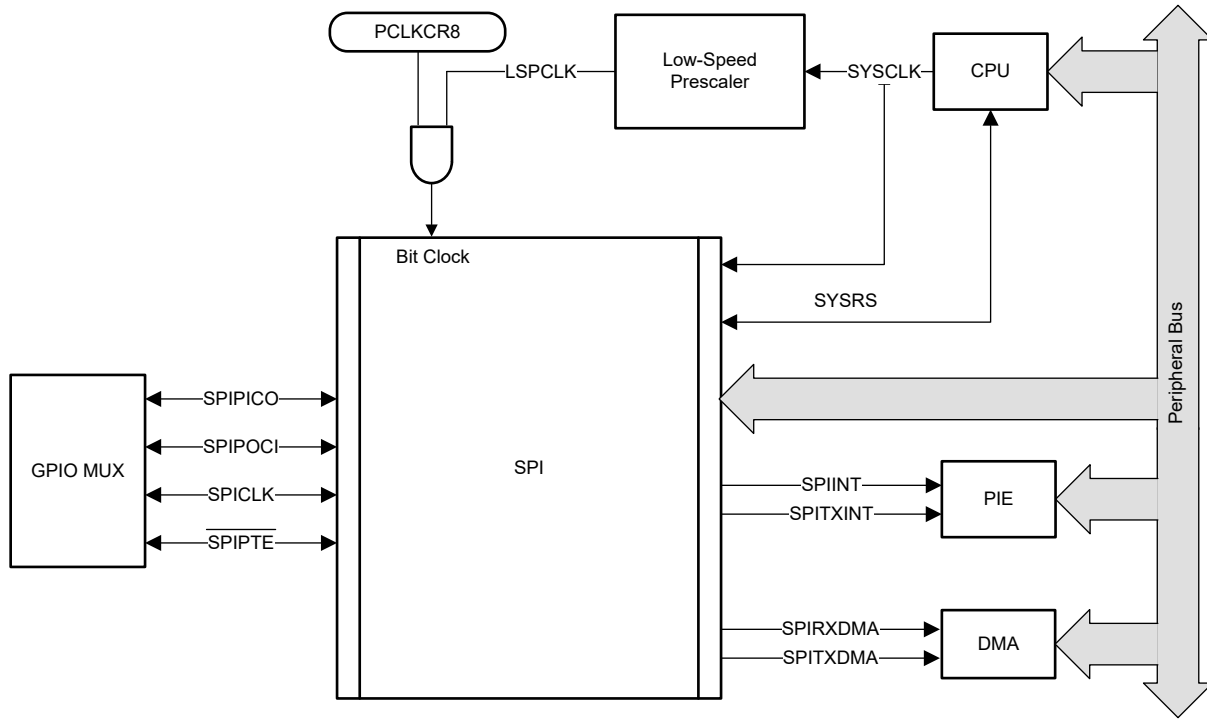 PCLKCR8
LSPCLK
Low-Speed
Prescaler
SYSCLK
CPU
Bit Clock
SYSRS
Peripheral Bus
GPIO MUX
SPIPICO
SPIPOCI
SPICLK
SPIPTE
SPI
SPIINT
SPITXINT
PIE
SPIRXDMA
SPITXDMA
DMA